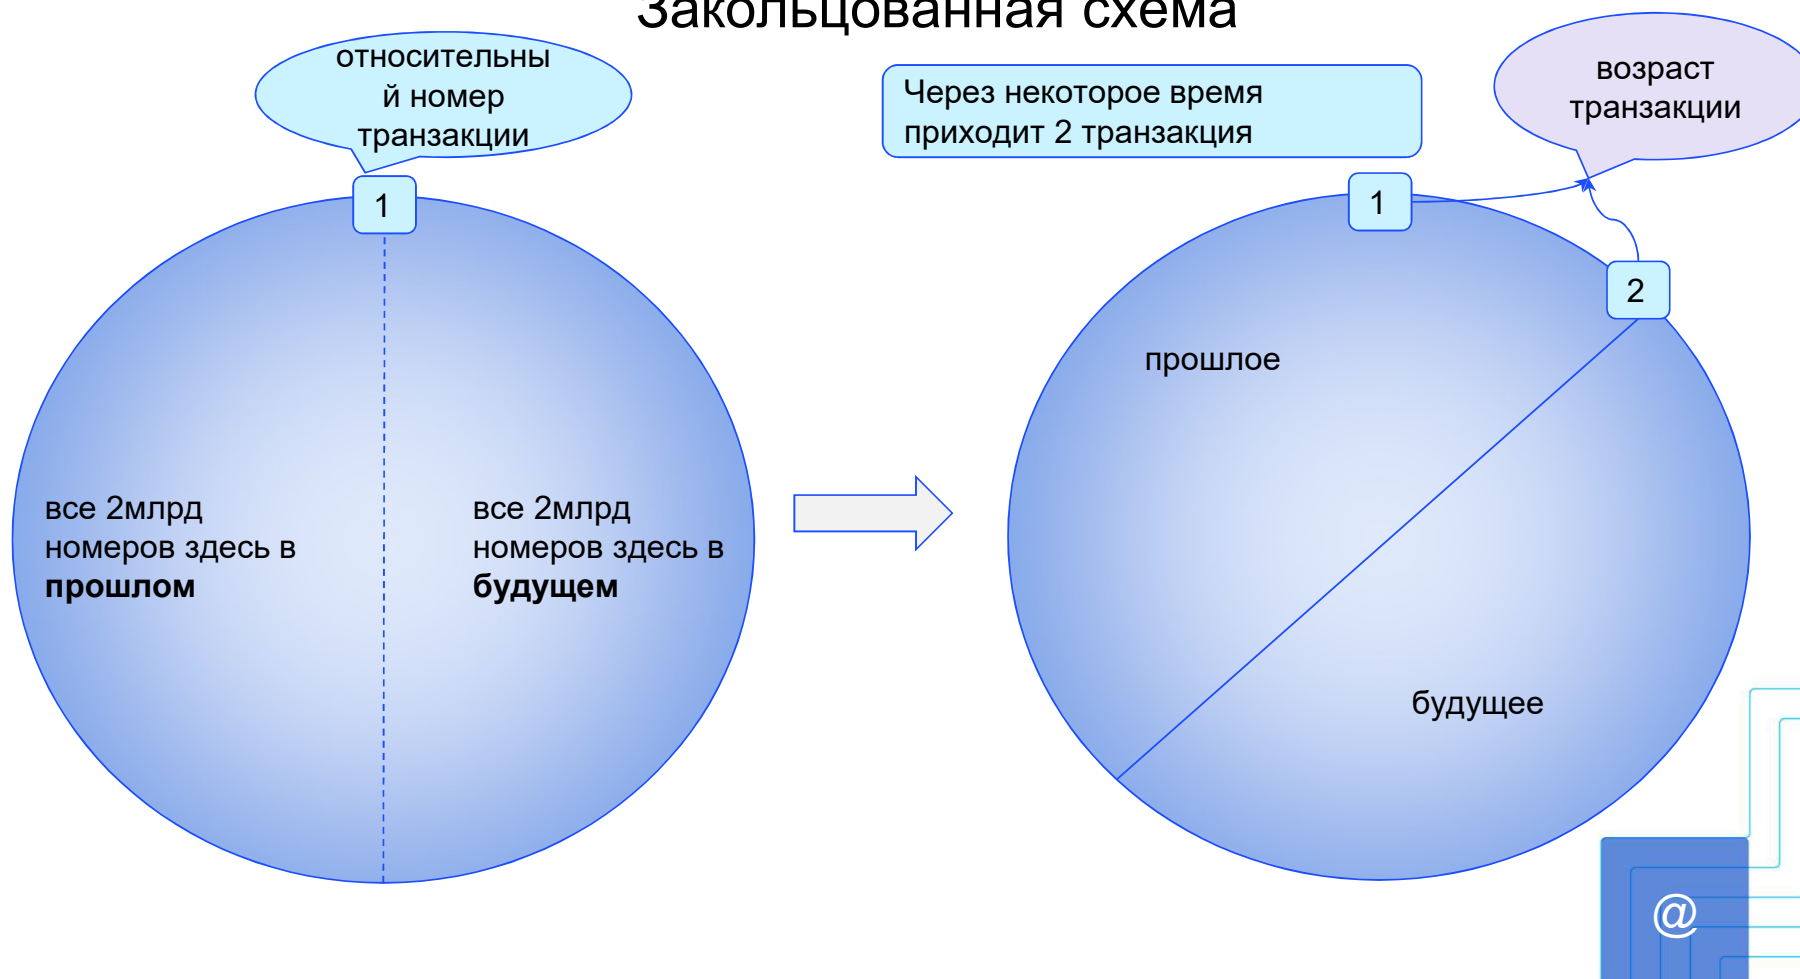 Закольцованная схема
относительны
й номер
транзакции
Через некоторое время
приходит 2 транзакция
возраст
транзакции
1
1
2
прошлое
все 2млрд
номеров здесь в
прошлом
все 2млрд
номеров здесь в
будущем
будущее
@